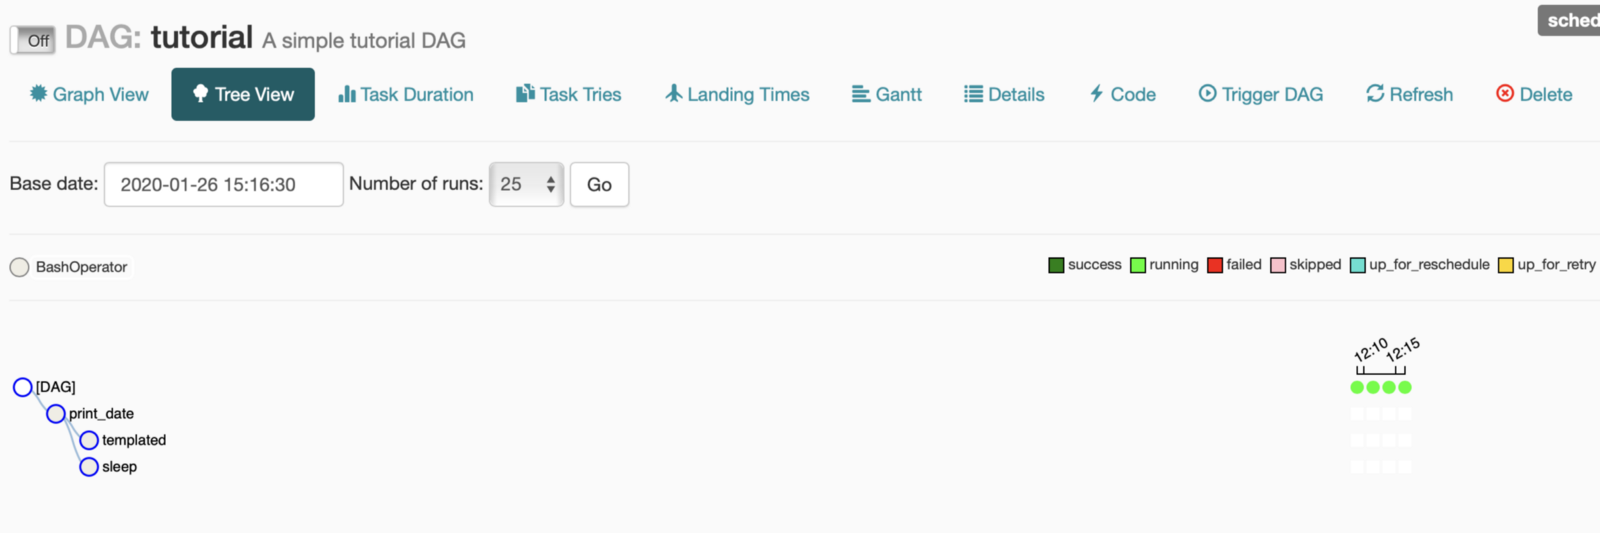 Off DAG: tutorial A simple tutorial DAG
sched
Graph View Tree View Task Duration Task Tries Landing Times Gantt Details Code Trigger DAG Refresh Delete
Base date: 2020-01-26 15:16:30 Number of runs: 25 Go
BashOperator
success running failed skipped up_for_reschedule up_for_retry
12:10 12:15
[DAG]
print_date
templated
sleep